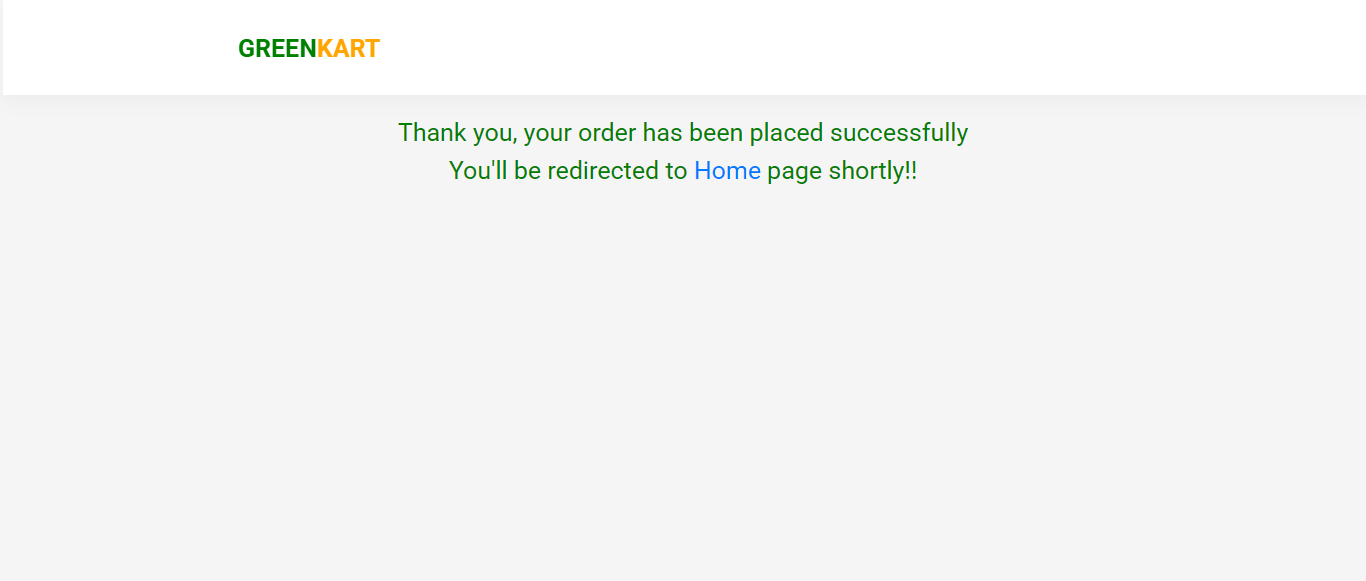 GREENKART
Thank you, your order has been placed successfully
You'll be redirected to Home page shortly!!